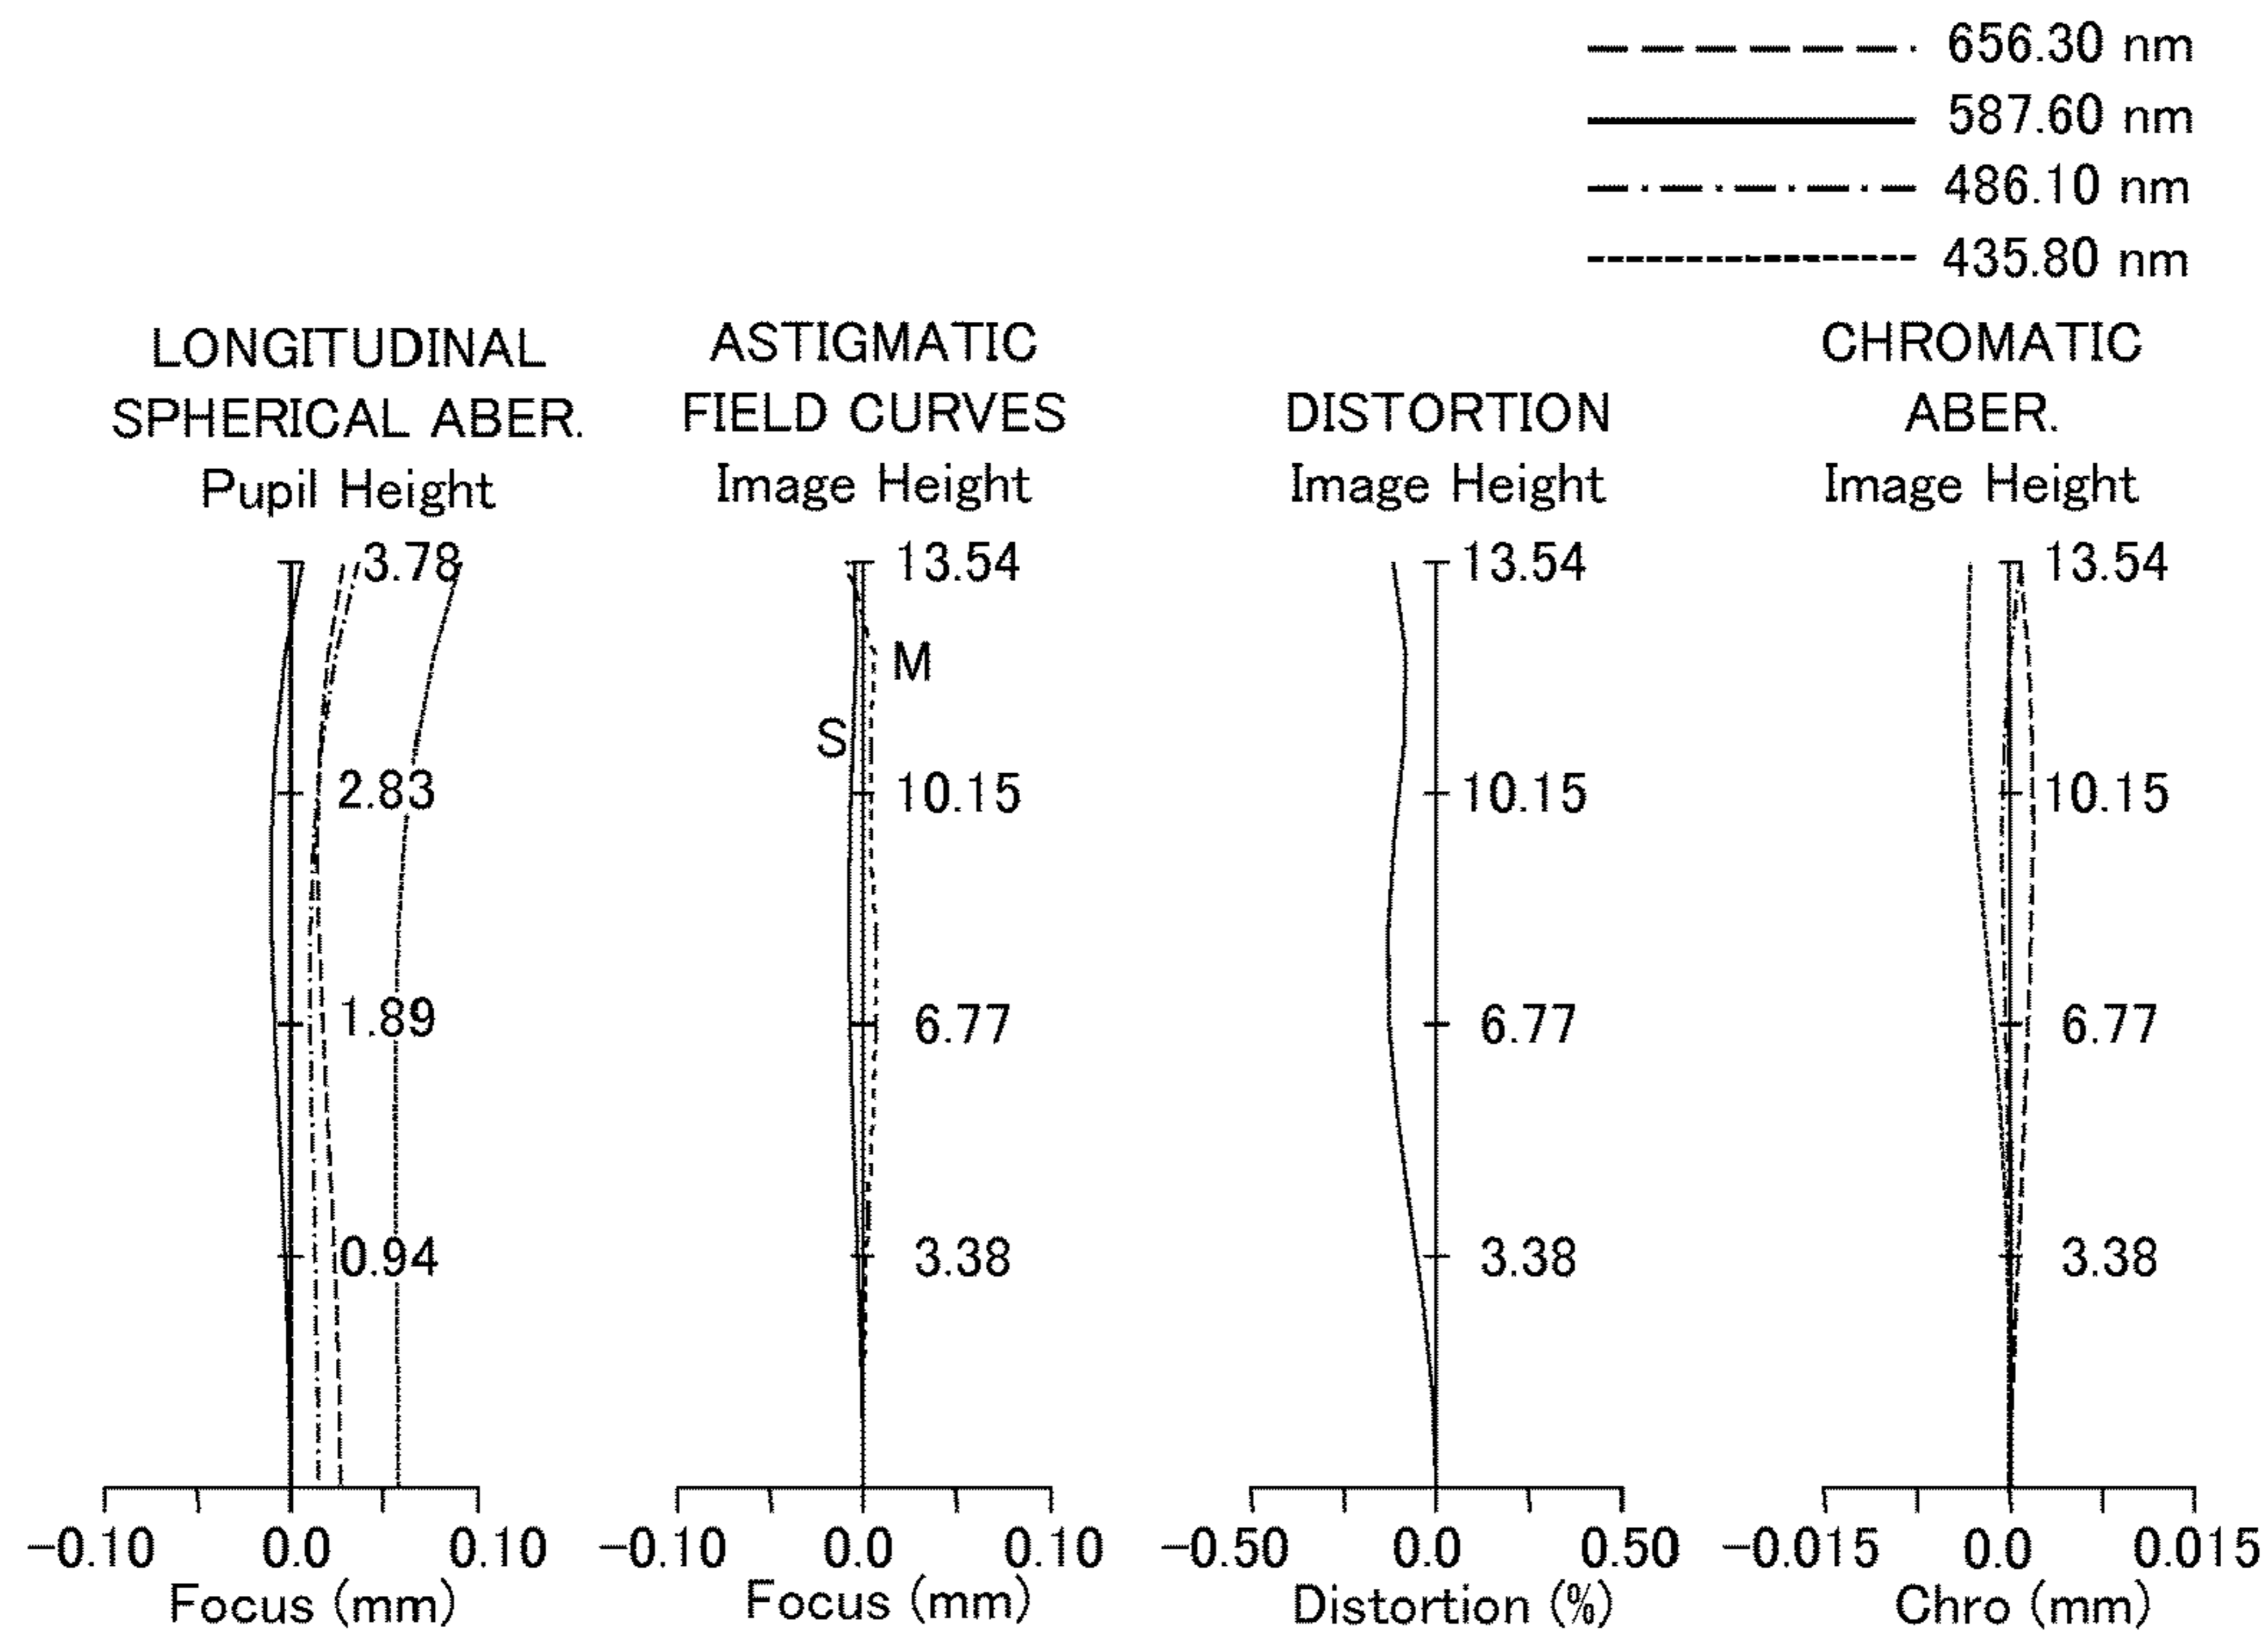 656.30 nm
587.60 nm
486.10 nm
435.80 nm
LONGITUDINAL
SPHERICAL ABER.
Pupil Height
3.78
2.83
1.89
0.94
-0.10 0.0 0.10
Focus (mm)
ASTIGMATIC
FIELD CURVES
Image Height
13.54
M
S
10.15
6.77
3.38
-0.10 0.0 0.10
Focus (mm)
DISTORTION
Image Height
13.54
10.15
6.77
3.38
-0.50 0.0 0.50
Distortion (%)
CHROMATIC
ABER.
Image Height
13.54
10.15
6.77
3.38
-0.015 0.0 0.015
Chro (mm)